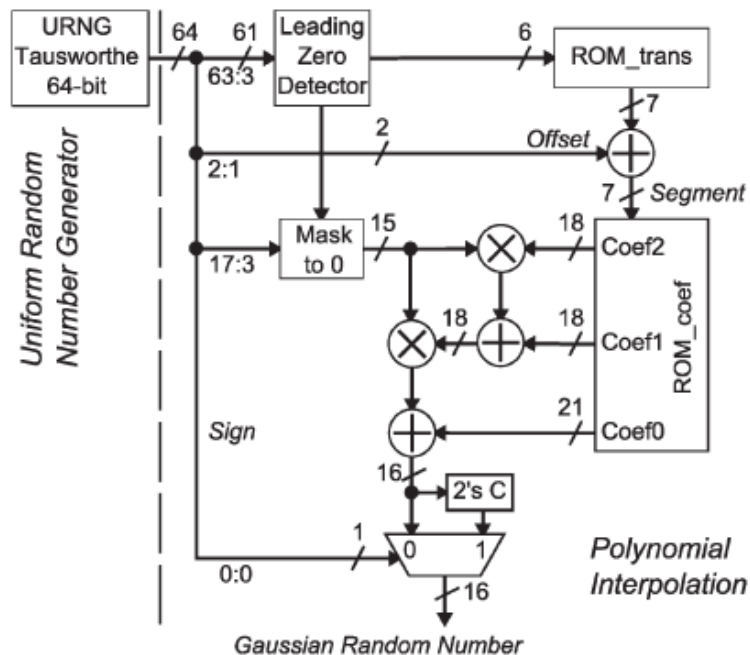 URNG
Tausworthe
64-bit
64
61
63:3
Leading
Zero
Detector
6
ROM_trans
7
2
2:1
Offset
7
Segment
17:3
Mask
to 0
15
18
Coef2
18
18
Coef1
ROM_coef
21
Coef0
Sign
16
2's C
1
0:0
0
1
16
Uniform Random
Number Generator
Polynomial
Interpolation
Gaussian Random Number